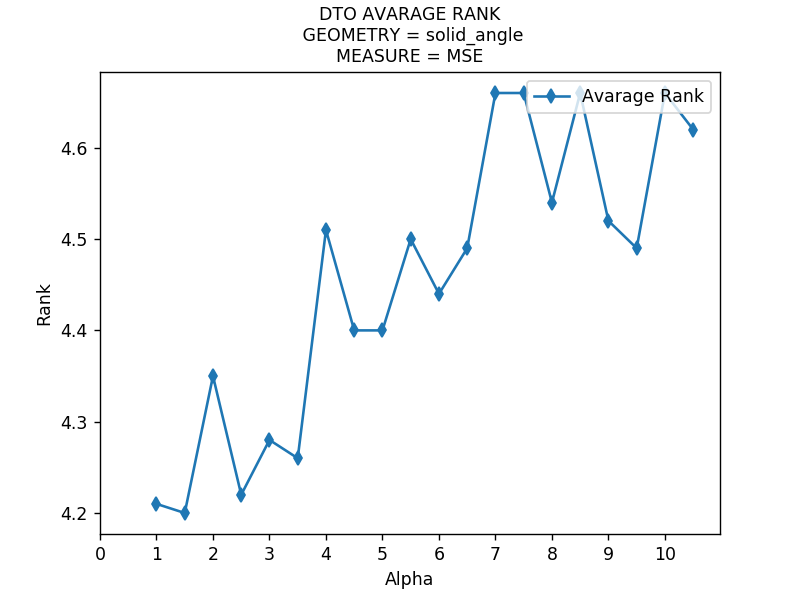 DTO AVARAGE RANK
GEOMETRY = solid_angle
MEASURE = MSE
Avarage Rank
4.6
4.5
4.4
4.3
4.2
Rank
0 1 2 3 4 5 6 7 8 9 10
Alpha